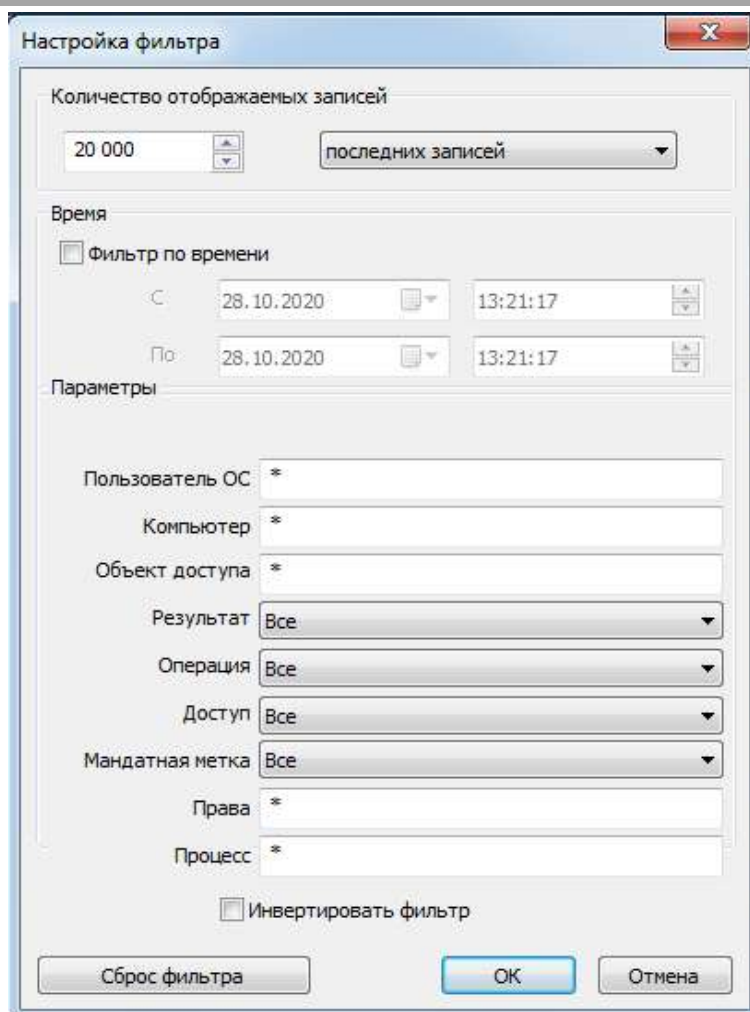 Настройка фильтра
Количество отображаемых записей
20 000 последних записей
Время
Фильтр по времени
С 28.10.2020 13:21:17
По 28.10.2020 13:21:17
Параметры
Пользователь ОС *
Компьютер *
Объект доступа *
Результат Все
Операция Все
Доступ Все
Мандатная метка Все
Права *
Процесс *
Инвертировать фильтр
Сброс фильтра ОК Отмена